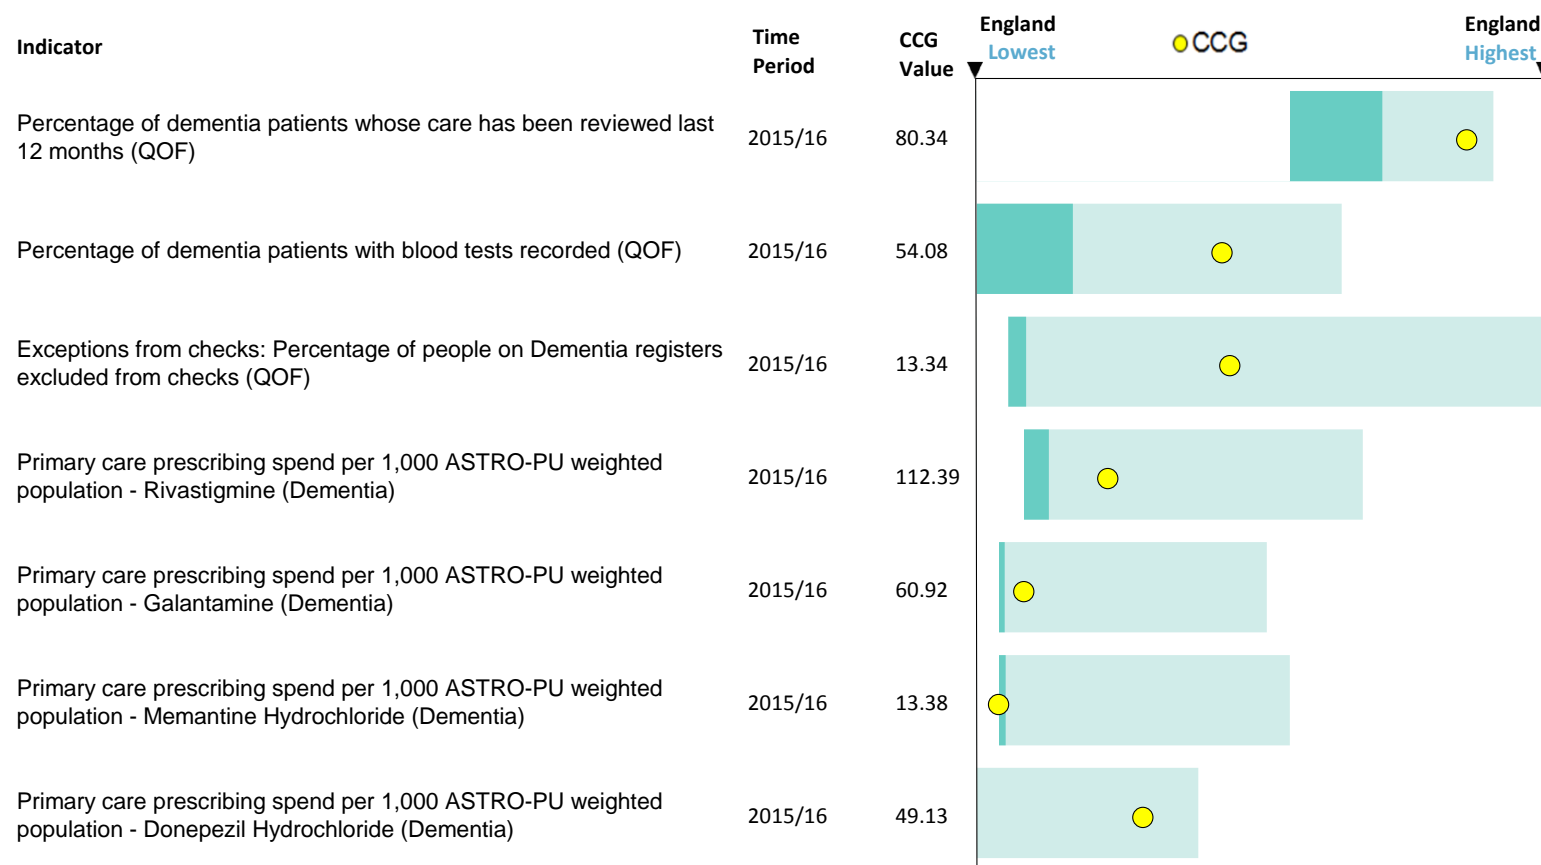 Indicator
Time
Period
CCG
Value
England
Lowest
CCG
England
Highest
Percentage of dementia patients whose care has been reviewed last
12 months (QOF)
2015/16
80.34
Percentage of dementia patients with blood tests recorded (QOF)
2015/16
54.08
Exceptions from checks: Percentage of people on Dementia registers
excluded from checks (QOF)
2015/16
13.34
Primary care prescribing spend per 1,000 ASTRO-PU weighted
population - Rivastigmine (Dementia)
2015/16
112.39
Primary care prescribing spend per 1,000 ASTRO-PU weighted
population - Galantamine (Dementia)
2015/16
60.92
Primary care prescribing spend per 1,000 ASTRO-PU weighted
population - Memantine Hydrochloride (Dementia)
2015/16
13.38
Primary care prescribing spend per 1,000 ASTRO-PU weighted
population - Donepezil Hydrochloride (Dementia)
2015/16
49.13